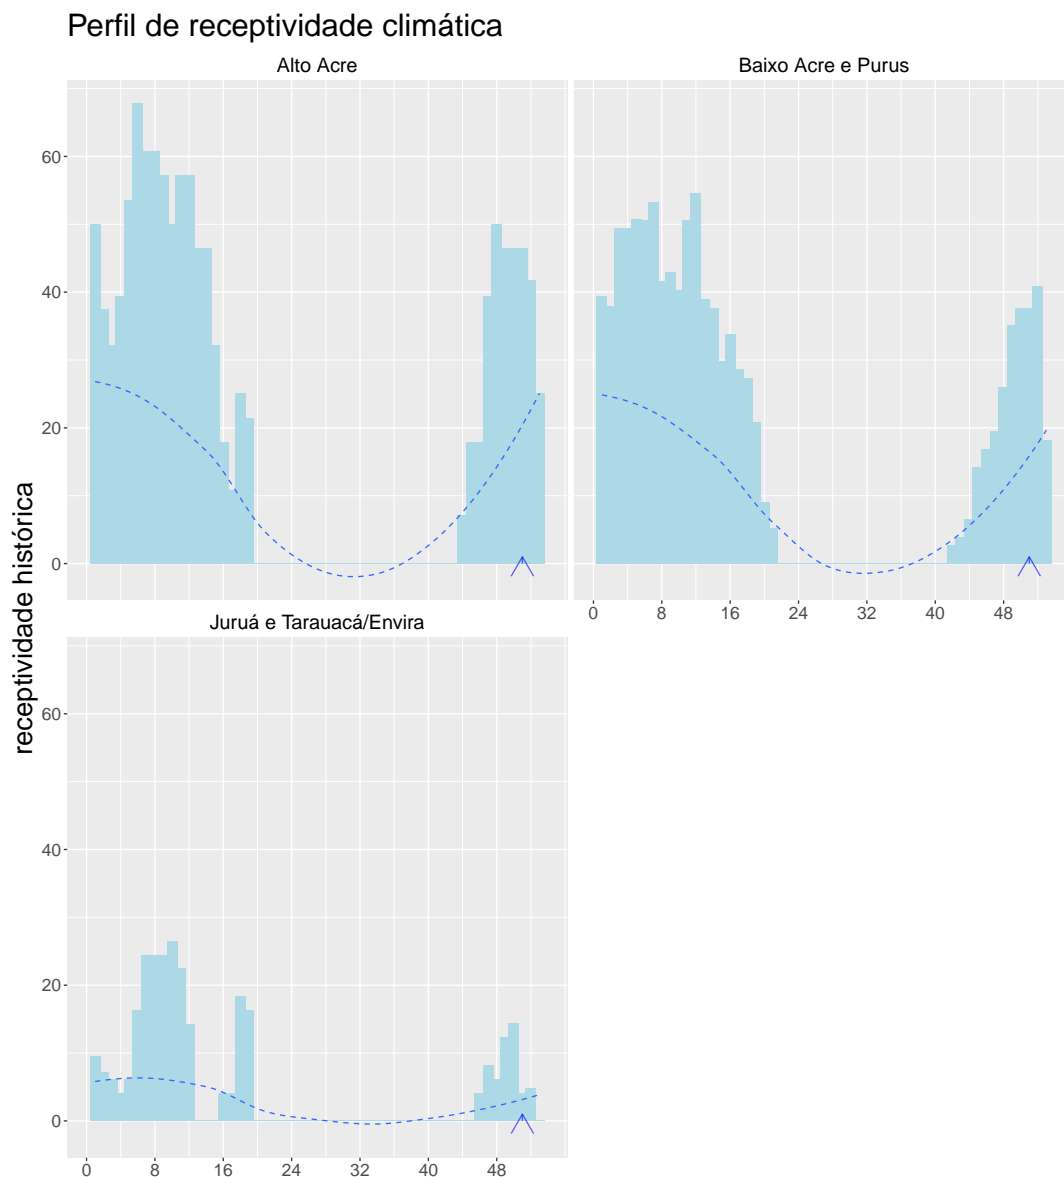 Perfil de receptividade climática
Alto Acre
Baixo Acre e Purus
60
40
20
0
0 8 16 24 32 40 48
receptividade histórica
Juruá e Tarauacá/Envira
60
40
20
0
0 8 16 24 32 40 48